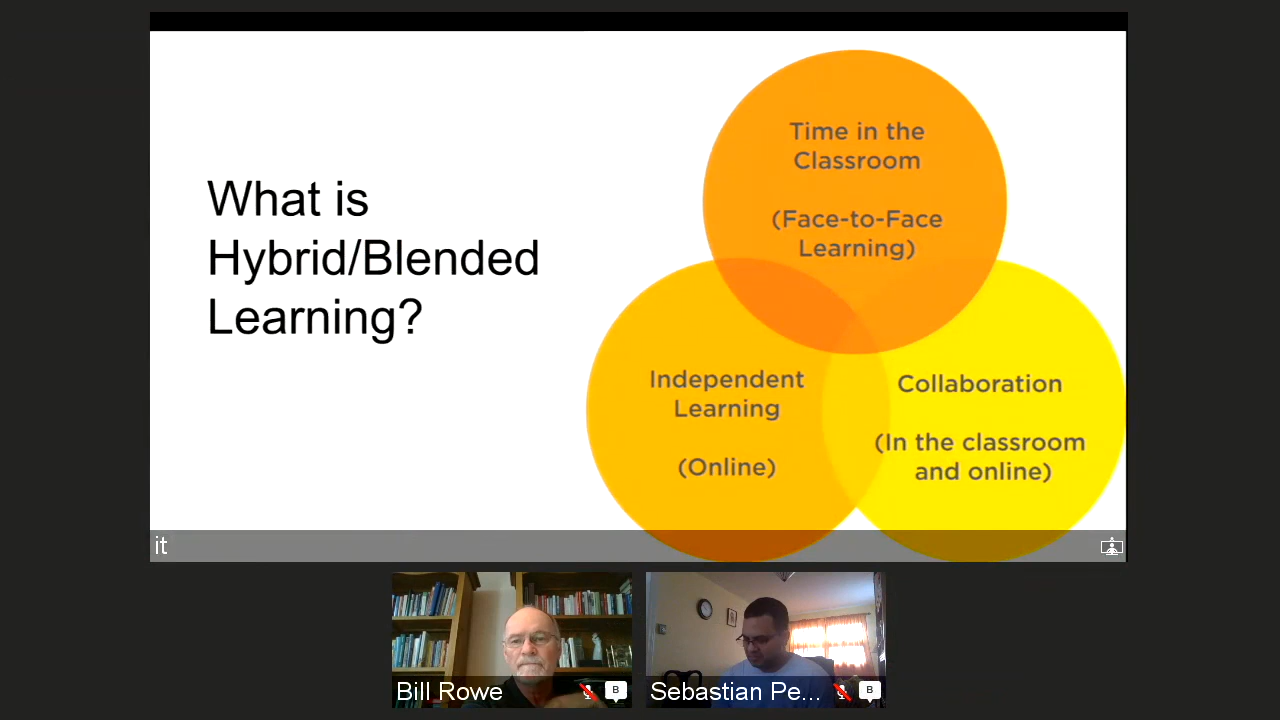 What is
Hybrid/Blended
Learning?
Time in the
Classroom
(Face-to-Face
Learning)
Independent
Learning
(Online)
Collaboration
(In the classroom
and online)
it
Bill Rowe
B
Sebastian Pe...
B